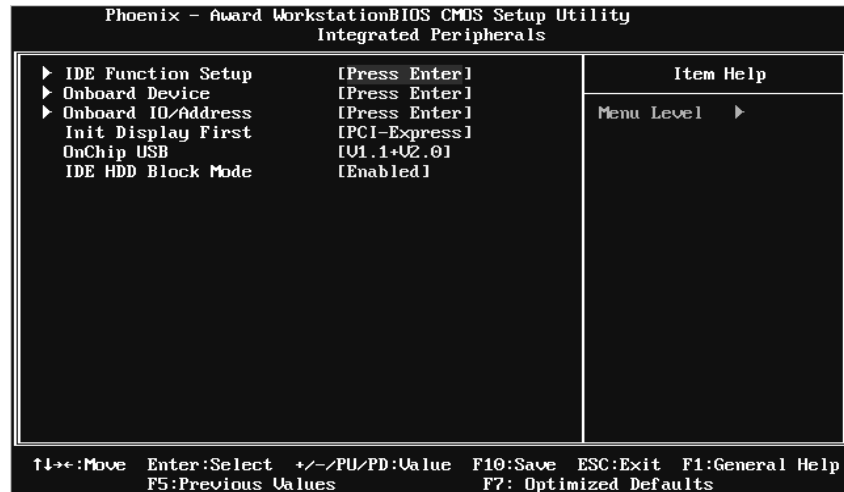 Phoenix - Award WorkstationBIOS CMOS Setup Utility
Integrated Peripherals
▶ IDE Function Setup [Press Enter]
▶ Onboard Device [Press Enter]
▶ Onboard IO/Address [Press Enter]
Init Display First [PCI-Express]
OnChip USB [V1.1+V2.0]
IDE HDD Block Mode [Enabled]
Item Help
Menu Level ▶
↑↓→←:Move Enter:Select +/-/PU/PD:Value F10:Save ESC:Exit F1:General Help
F5:Previous Values F7: Optimized Defaults